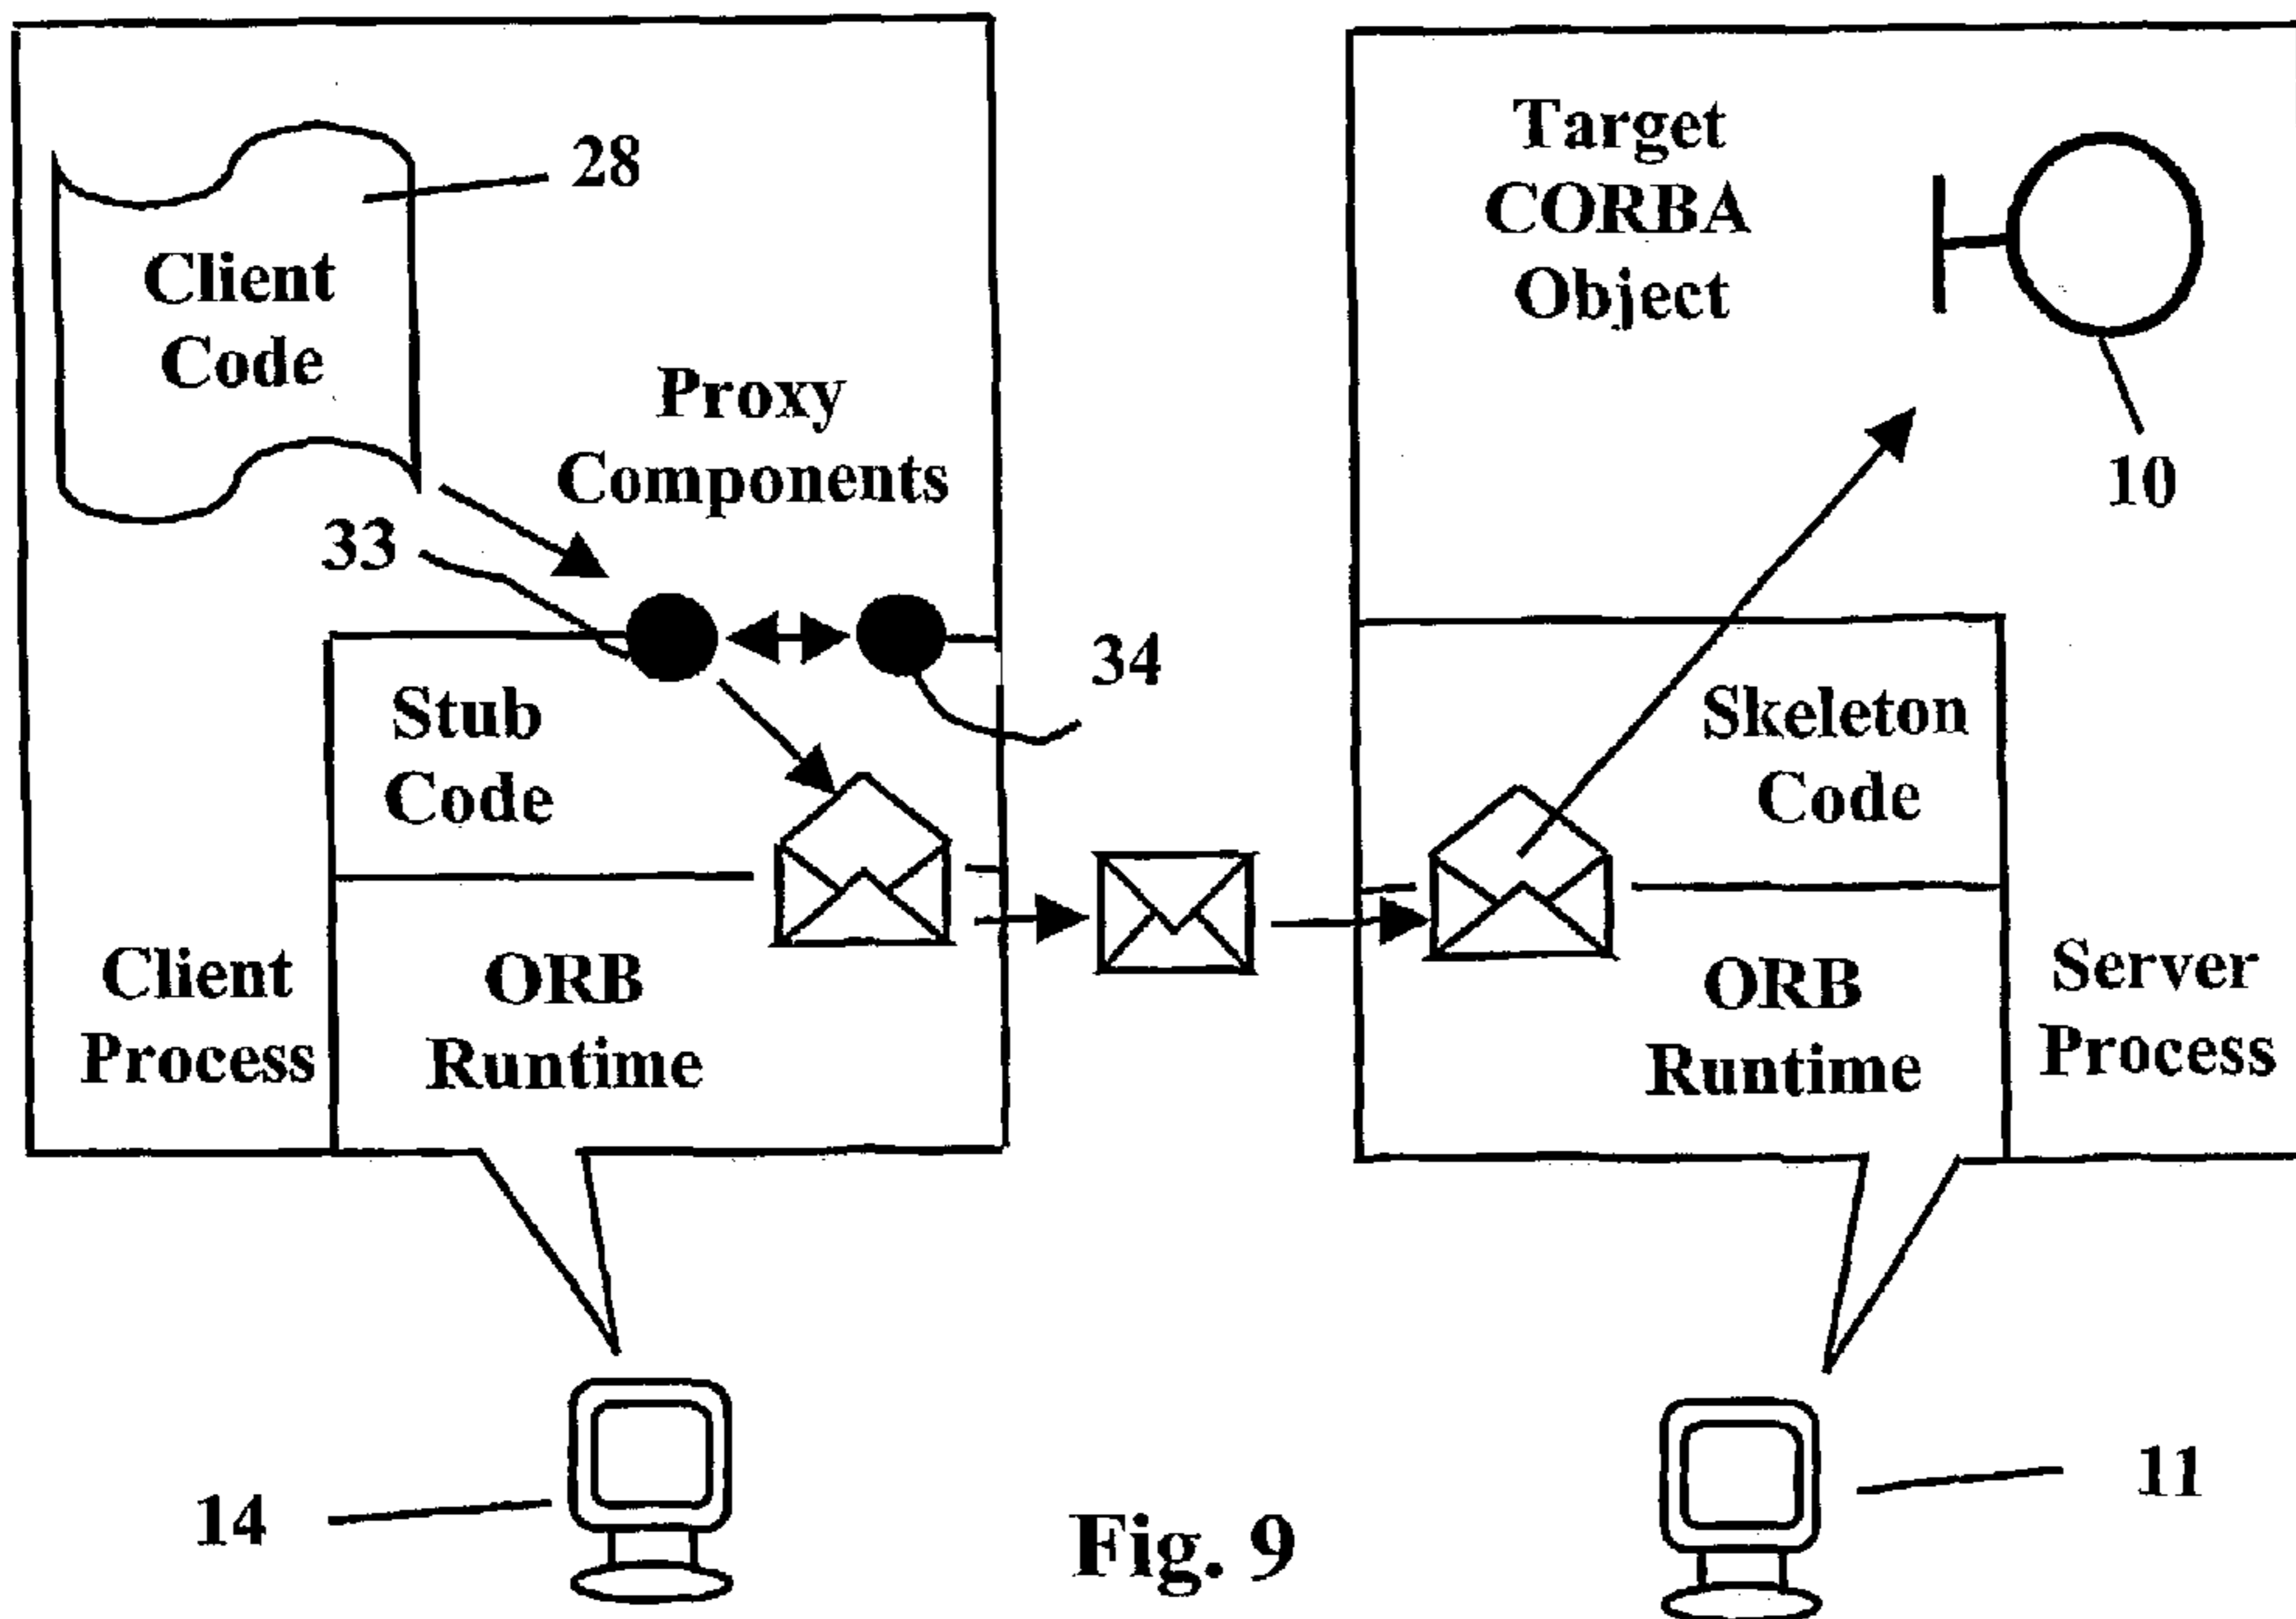 28
Client
Code
Proxy
Components
33
34
Stub
Code
Client
Process
ORB
Runtime
14
Target
CORBA
Object
10
Skeleton
Code
ORB
Runtime
Server
Process
11
Fig. 9